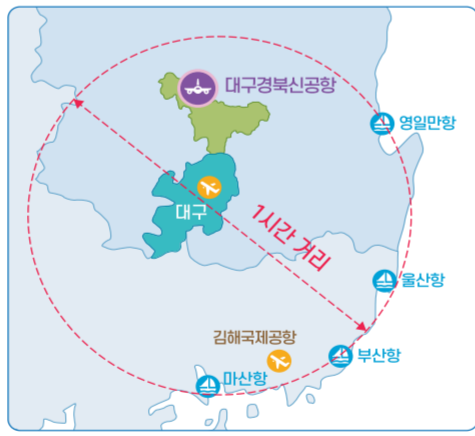 대구경북신공항
영일만항
대구
1시간 거리
울산항
김해국제공항
부산항
마산항